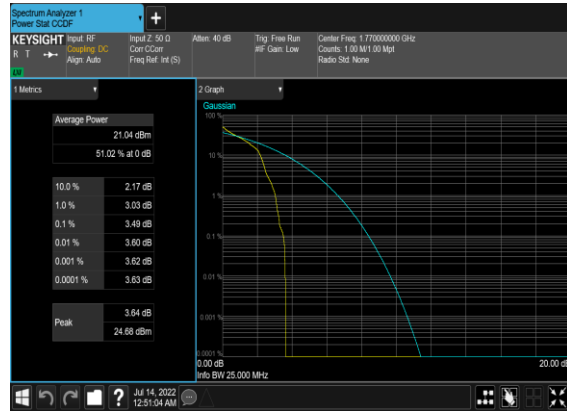 Spectrum Analyzer 1
Power Stat CCDF
+
KEYSIGHT
R T
LXI
Input: RF
Coupling: DC
Align: Auto
Input Z: 50 Ω
Corr CCorr
Freq Ref: Int (S)
Atten: 40 dB
Trig: Free Run
#IF Gain: Low
Center Freq: 1.770000000 GHz
Counts: 1.00 M/1.00 Mpt
Radio Std: None
1 Metrics
Average Power
21.04 dBm
51.02 % at 0 dB
10.0 % 2.17 dB
1.0 % 3.03 dB
0.1 % 3.49 dB
0.01 % 3.60 dB
0.001 % 3.62 dB
0.0001 % 3.63 dB
Peak
3.64 dB
24.68 dBm
2 Graph
Gaussian
100 %
10 %
1 %
0.1 %
0.01 %
0.001 %
0.0001 %
0.00 dB
20.00 dB
Info BW 25.000 MHz
?
Jul 14, 2022
12:51:04 AM